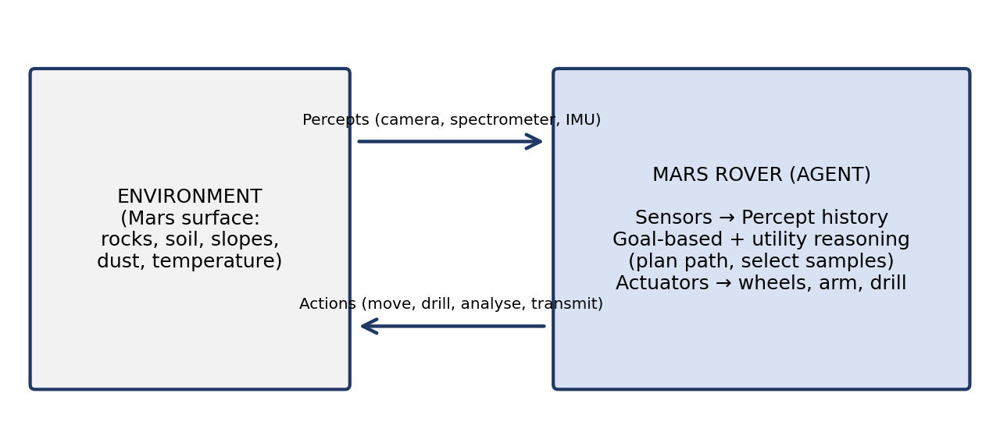 Percepts (camera, spectrometer, IMU)
ENVIRONMENT
(Mars surface:
rocks, soil, slopes,
dust, temperature)
MARS ROVER (AGENT)
Sensors → Percept history
Goal-based + utility reasoning
(plan path, select samples)
Actuators → wheels, arm, drill
Actions (move, drill, analyse, transmit)